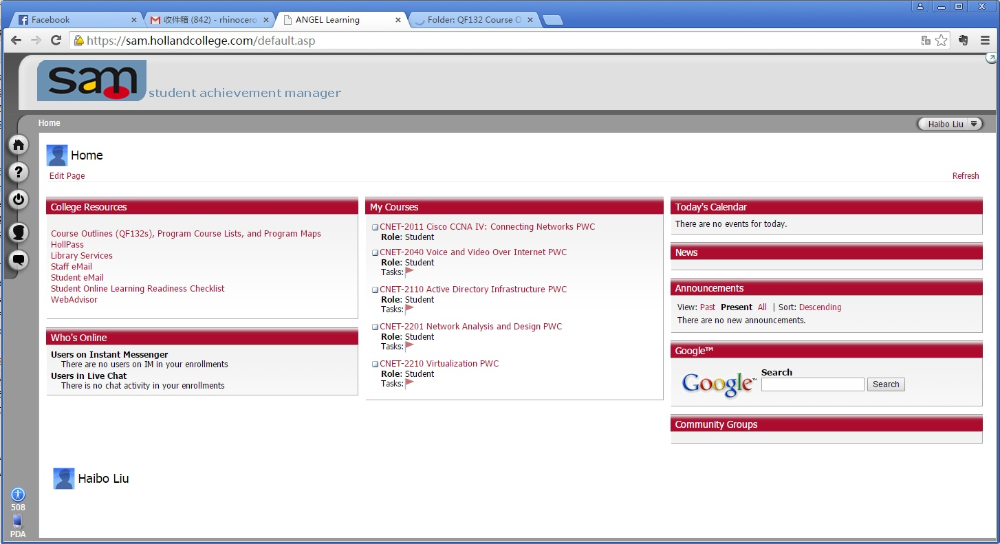 Facebook
收件箱 (842) - rhinocero
ANGEL Learning
Folder: QF132 Course O
https://sam.hollandcollege.com/default.asp
sam student achievement manager
Home
Haibo Liu
Home
Edit Page
Refresh
College Resources
Course Outlines (QF132s), Program Course Lists, and Program Maps
HollPass
Library Services
Staff eMail
Student eMail
Student Online Learning Readiness Checklist
WebAdvisor
Who's Online
Users on Instant Messenger
There are no users on IM in your enrollments
Users in Live Chat
There is no chat activity in your enrollments
My Courses
CNET-2011 Cisco CCNA IV: Connecting Networks PWC
Role: Student
CNET-2040 Voice and Video Over Internet PWC
Role: Student
Tasks:
CNET-2110 Active Directory Infrastructure PWC
Role: Student
Tasks:
CNET-2201 Network Analysis and Design PWC
Role: Student
Tasks:
CNET-2210 Virtualization PWC
Role: Student
Tasks:
Today's Calendar
There are no events for today.
News
Announcements
View: Past Present All | Sort: Descending
There are no new announcements.
Google™
Google™
Search
Search
Community Groups
Haibo Liu
508
PDA